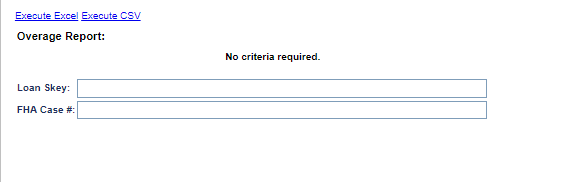 Execute Excel Execute CSV
Overage Report:
No criteria required.
Loan Skey:
FHA Case #: